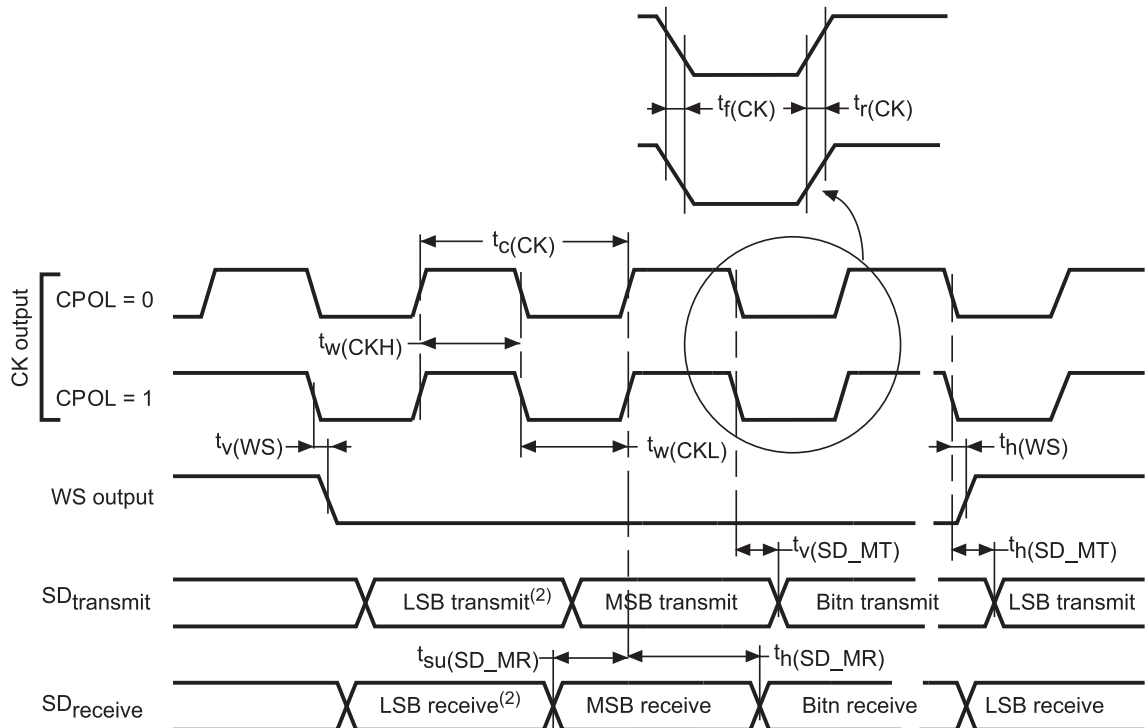 tf(CK)
tr(CK)
tc(CK)
CK output
CPOL = 0
tw(CKH)
CPOL = 1
tv(WS)
tw(CKL)
th(WS)
WS output
tv(SD_MT)
th(SD_MT)
SDtransmit
LSB transmit(2)
MSB transmit
Bitn transmit
LSB transmit
tsu(SD_MR)
th(SD_MR)
SDreceive
LSB receive(2)
MSB receive
Bitn receive
LSB receive